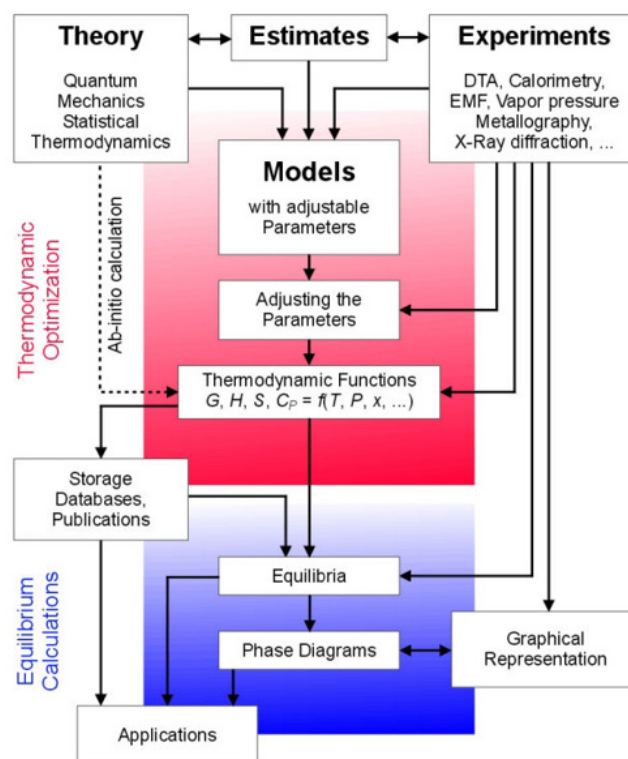 Theory
Quantum
Mechanics
Statistical
Thermodynamics
Estimates
Experiments
DTA, Calorimetry,
EMF, Vapor pressure
Metallography,
X-Ray diffraction, ...
Models
with adjustable
Parameters
Thermodynamic
Optimization
Ab-initio calculation
Adjusting the
Parameters
Thermodynamic Functions
G, H, S, C_P = f(T, P, x, ...)
Storage
Databases,
Publications
Equilibrium
Calculations
Equilibria
Phase Diagrams
Graphical
Representation
Applications